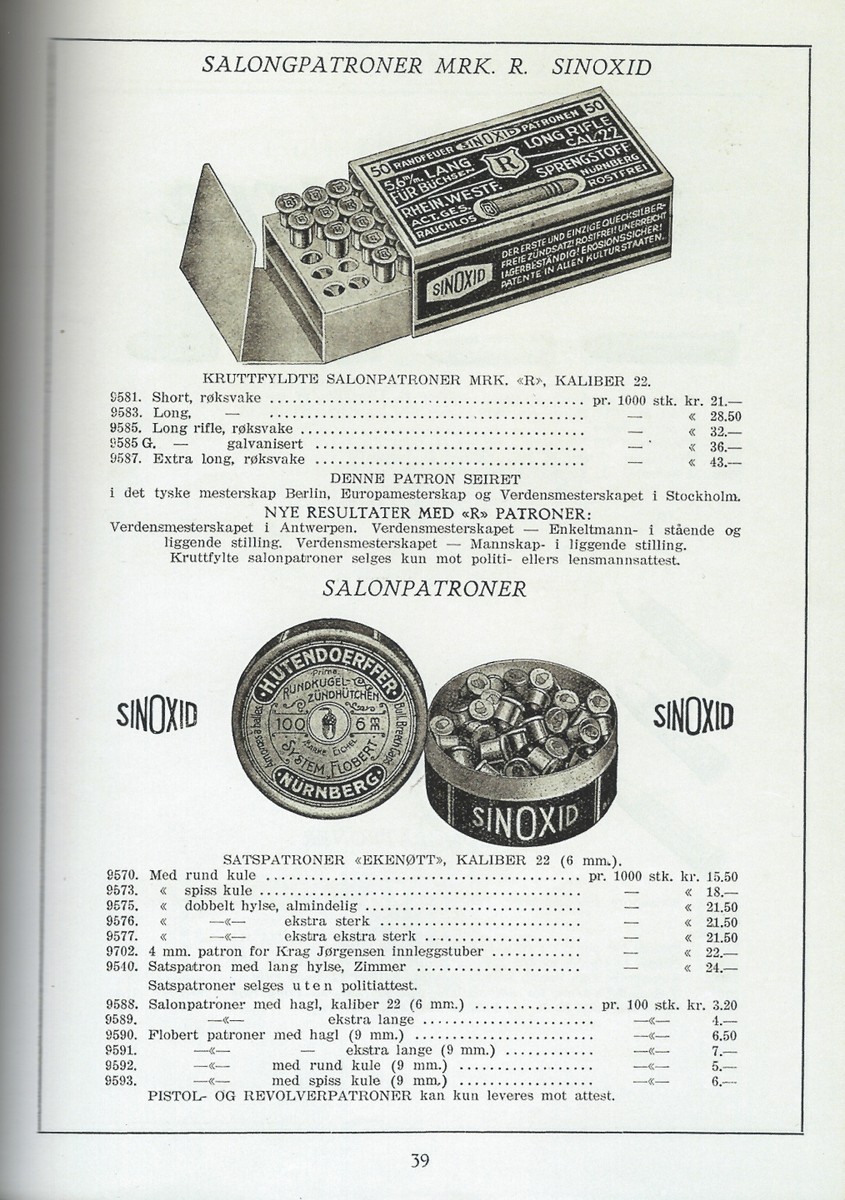 SALONGPATRONER MRK. R. SINOXID
50 RANDFEUER SINOXID PATRONEN 50
5,6 m/m. LANG LONG RIFLE
FÜR BÜCHSEN CAL. 22
R
RHEIN. WESTF. SPRENGSTOFF
ACT. GES. NÜRNBERG
RAUCHLOS ROSTFREI
SINOXID
DER ERSTE UND EINZIGE QUECKSILBER-
FREIE ZÜNDSATZ! ROSTFREI! UNERREICHT
LAGERBESTÄNDIG! EROSIONSSICHER!
PATENTE IN ALLEN KULTURSTAATEN.
KRUTTFYLDTE SALONPATRONER MRK. «R», KALIBER 22.
9581. Short, røksvake ........ pr. 1000 stk. kr. 21.—
9583. Long, — ........ — « 28.50
9585. Long rifle, røksvake ........ — « 32.—
9585 G. — galvanisert ........ — « 36.—
9587. Extra long, røksvake ........ — « 43.—
DENNE PATRON SEIRET
i det tyske mesterskap Berlin, Europamesterskap og Verdensmesterskapet i Stockholm.
NYE RESULTATER MED «R» PATRONER:
Verdensmesterskapet i Antwerpen. Verdensmesterskapet — Enkeltmann- i stående og
liggende stilling. Verdensmesterskapet — Mannskap- i liggende stilling.
Kruttfylte salonpatroner selges kun mot politi- ellers lensmannsattest.
SALONPATRONER
H. UTENDOERFFER
Prima
RUNDKUGEL-
ZÜNDHÜTCHEN
100 6 mm
MARKE EICHEL
SYSTEM FLOBERT
NÜRNBERG
Bull. Breech Caps
SINOXID
SINOXID
SINOXID
SATSPATRONER «EKENØTT», KALIBER 22 (6 mm.).
9570. Med rund kule ........ pr. 1000 stk. kr. 15.50
9573. « spiss kule ........ — « 18.—
9575. « dobbelt hylse, almindelig ........ — « 21.50
9576. « —«— ekstra sterk ........ — « 21.50
9577. « —«— ekstra ekstra sterk ........ — « 21.50
9702. 4 mm. patron for Krag Jørgensen innleggstuber ........ — « 22.—
9540. Satspatron med lang hylse, Zimmer ........ — « 24.—
Satspatroner selges uten politiattest.
9588. Salonpatroner med hagl, kaliber 22 (6 mm.) ........ pr. 100 stk. kr. 3.20
9589. —«— ekstra lange ........ —«— 4.—
9590. Flobert patroner med hagl (9 mm.) ........ —«— 6.50
9591. —«— — ekstra lange (9 mm.) ........ —«— 7.—
9592. —«— med rund kule (9 mm.) ........ —«— 5.—
9593. —«— med spiss kule (9 mm.) ........ —«— 6.—
PISTOL- OG REVOLVERPATRONER kan kun leveres mot attest.
39